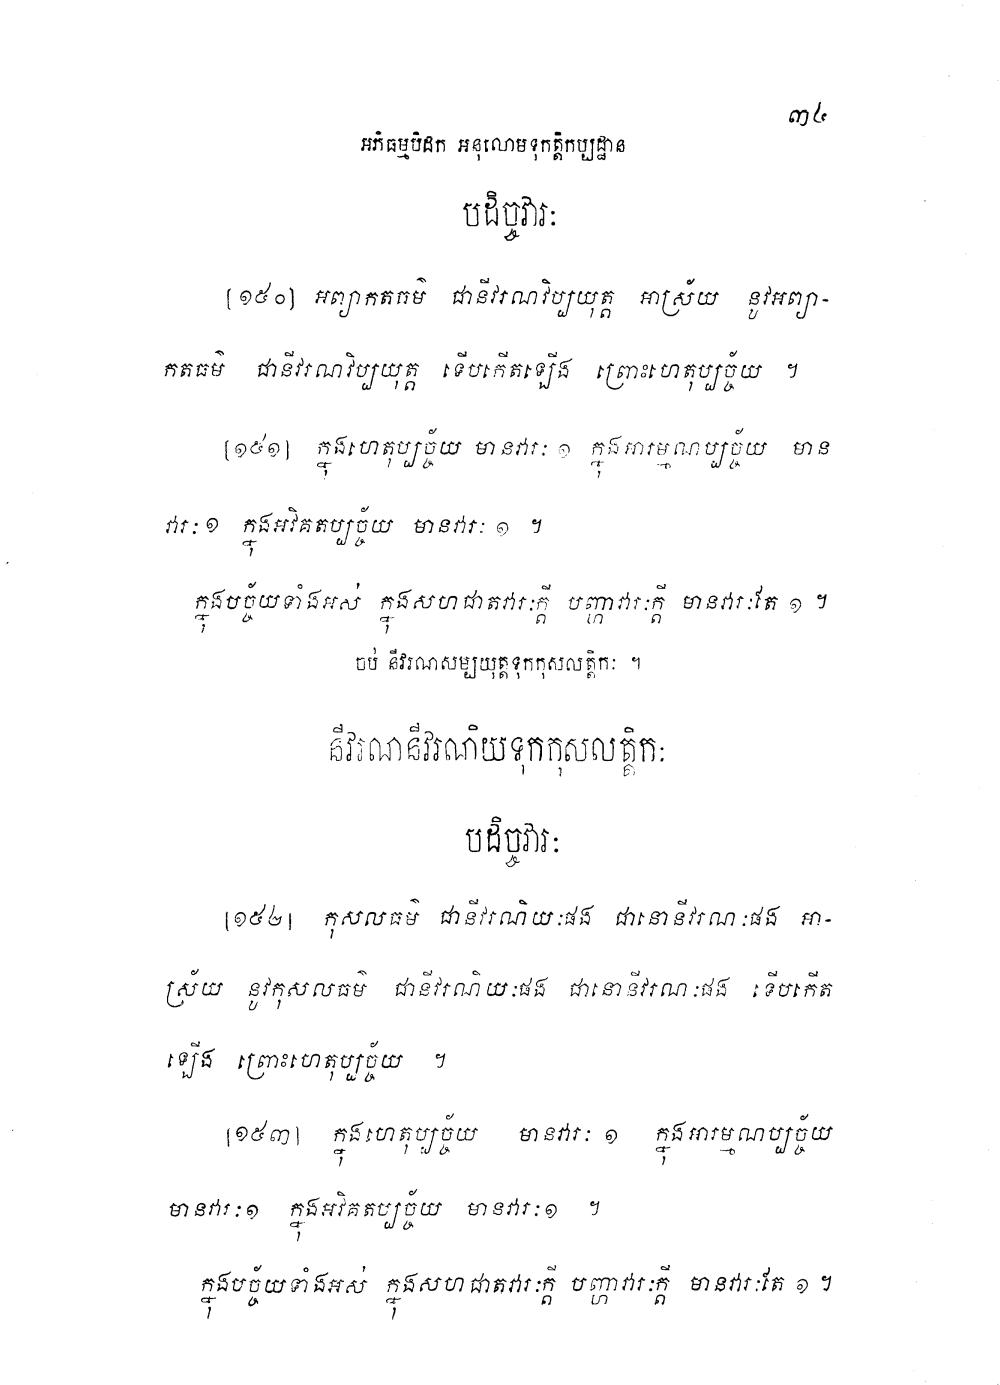 ៣៤
អភិធម្មបិដក អនុលោមទុកត្តិកប្បដ្ឋាន
បដិច្ចវារៈ
[១៥០] អព្យាកតធម៌ ជានីវរណវិប្បយុត្ត អាស្រ័យ នូវអព្យា-
កតធម៌ ជានីវរណវិប្បយុត្ត ទើបកើតឡើង ព្រោះហេតុប្បច្ច័យ ។
[១៥១] ក្នុងហេតុប្បច្ច័យ មានវារៈ ១ ក្នុងអារម្មណប្បច្ច័យ មាន
វារៈ ១ ក្នុងអវិគតប្បច្ច័យ មានវារៈ ១ ។
ក្នុងបច្ច័យទាំងអស់ ក្នុងសហជាតវារៈក្តី បញ្ហាវារៈក្តី មានវារៈតែ ១ ។
ចប់ នីវរណសម្បយុត្តទុកកុសលត្តិកៈ ។
នីវរណនីវរណិយទុកកុសលត្តិកៈ
បដិច្ចវារៈ
[១៥២] កុសលធម៌ ជានីវរណិយៈផង ជានោនីវរណៈផង អា-
ស្រ័យ នូវកុសលធម៌ ជានីវរណិយៈផង ជានោនីវរណៈផង ទើបកើត
ឡើង ព្រោះហេតុប្បច្ច័យ ។
[១៥៣] ក្នុងហេតុប្បច្ច័យ មានវារៈ ១ ក្នុងអារម្មណប្បច្ច័យ
មានវារៈ ១ ក្នុងអវិគតប្បច្ច័យ មានវារៈ ១ ។
ក្នុងបច្ច័យទាំងអស់ ក្នុងសហជាតវារៈក្តី បញ្ហាវារៈក្តី មានវារៈតែ ១ ។